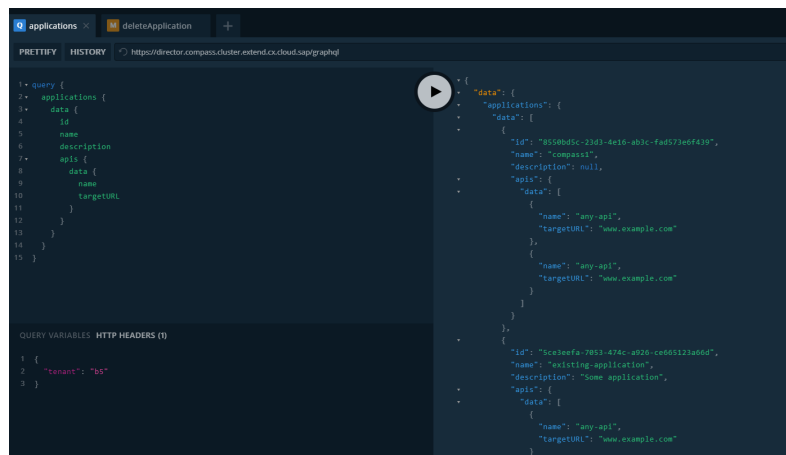 Q applications ×
M deleteApplication
+
PRETTIFY HISTORY https://director.compass.cluster.extend.cx.cloud.sap/graphql
1 query {
2 applications {
3 data {
4 id
5 name
6 description
7 apis {
8 data {
9 name
10 targetURL
11 }
12 }
13 }
14 }
15 }
QUERY VARIABLES HTTP HEADERS (1)
1 {
2 "tenant": "b5"
3 }
{
"data": {
"applications": {
"data": [
{
"id": "8550bd5c-23d3-4e16-ab3c-fad573e6f439",
"name": "compass1",
"description": null,
"apis": {
"data": [
{
"name": "any-api",
"targetURL": "www.example.com"
},
{
"name": "any-api",
"targetURL": "www.example.com"
}
]
}
},
{
"id": "5ce3eefa-7053-474c-a926-ce665123a66d",
"name": "existing-application",
"description": "Some application",
"apis": {
"data": [
{
"name": "any-api",
"targetURL": "www.example.com"
}